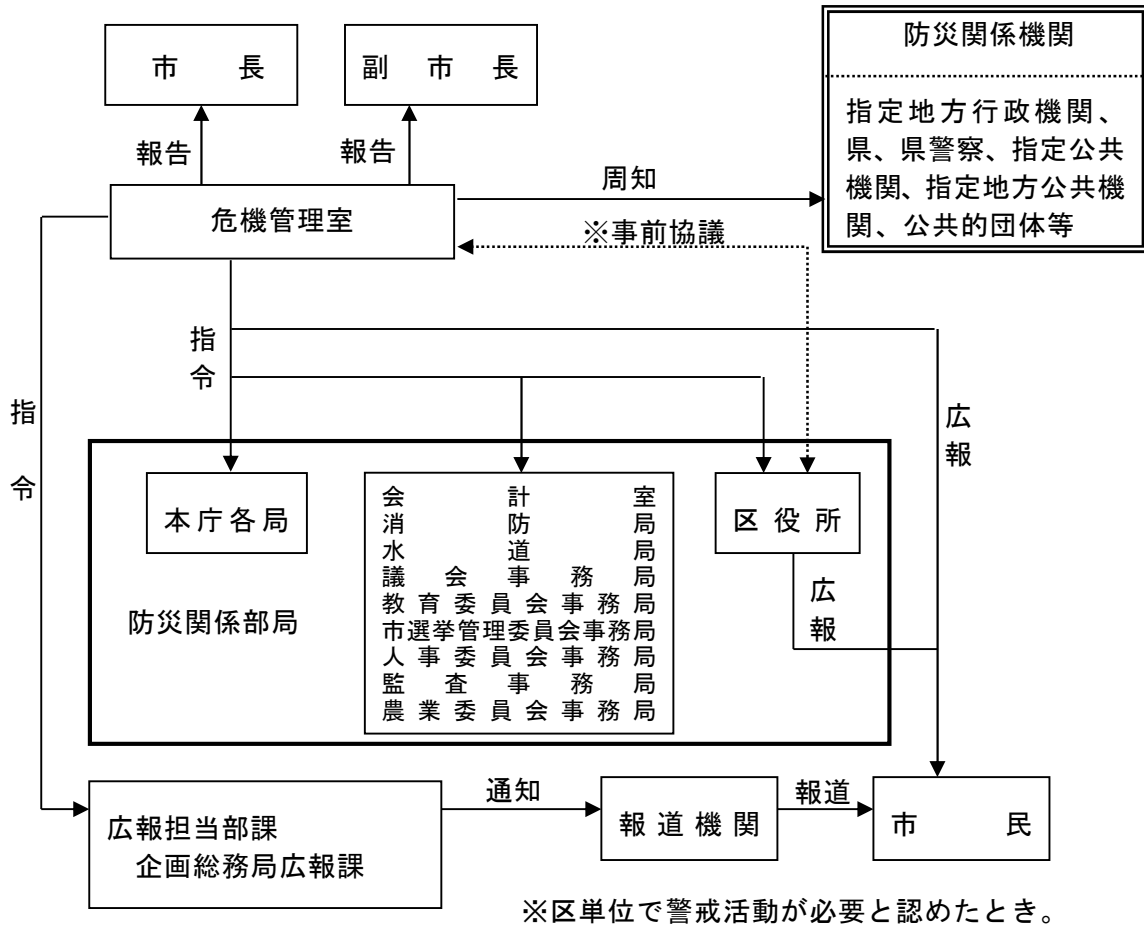 市長
副市長
防災関係機関
指定地方行政機関、
県、県警察、指定公共
機関、指定地方公共機
関、公共的団体等
報告
報告
周知
危機管理室
※事前協議
指令
指令
広報
本庁各局
会計室
消防局
水道局
議会事務局
教育委員会事務局
市選挙管理委員会事務局
人事委員会事務局
監査事務局
農業委員会事務局
区役所
広報
防災関係部局
広報担当部課
企画総務局広報課
通知
報道機関
報道
市民
※区単位で警戒活動が必要と認めたとき。